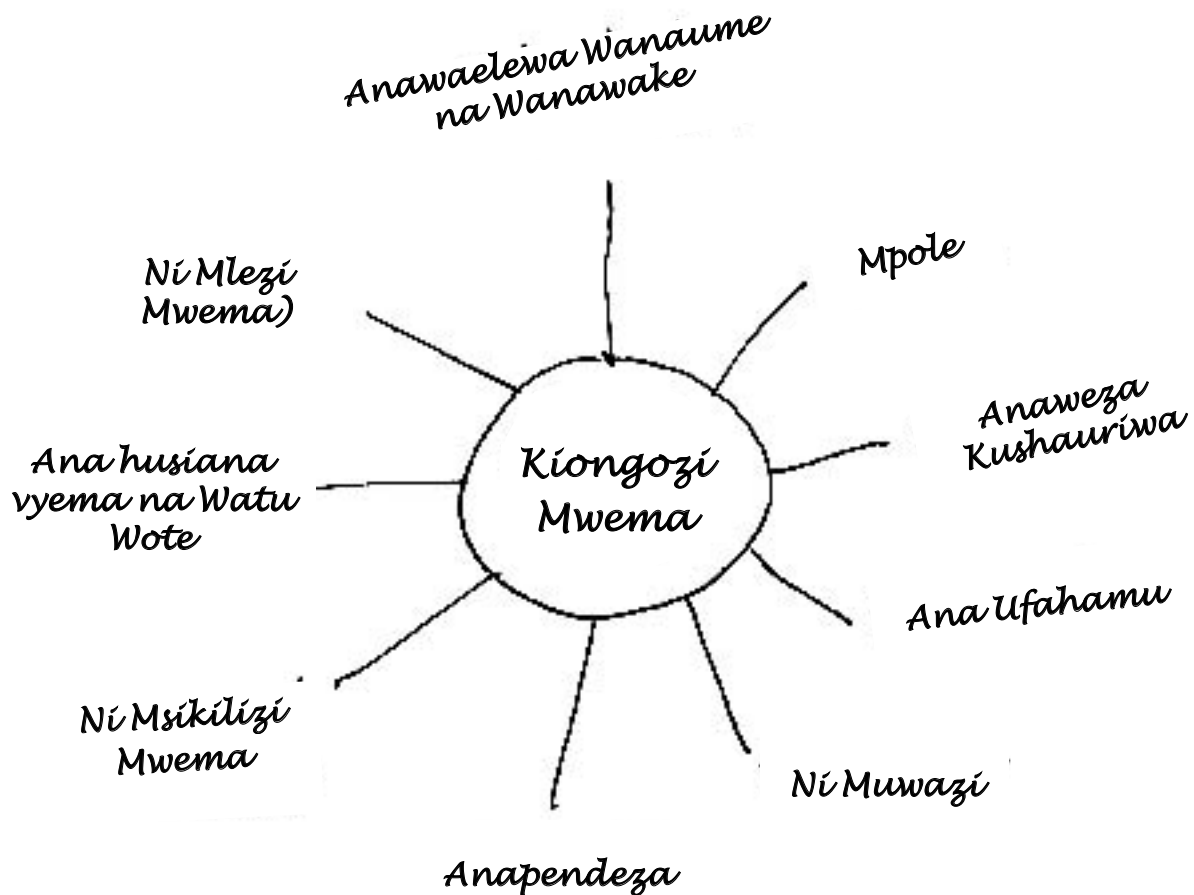 Anawaelewa Wanaume
na Wanawake
Mpole
Anaweza
Kushauriwa
Ana Ufahamu
Ni Muwazi
Anapendeza
Ni Msikilizi
Mwema
Ana husiana
vyema na Watu
Wote
Ni Mlezi
Mwema)
Kiongozi
Mwema